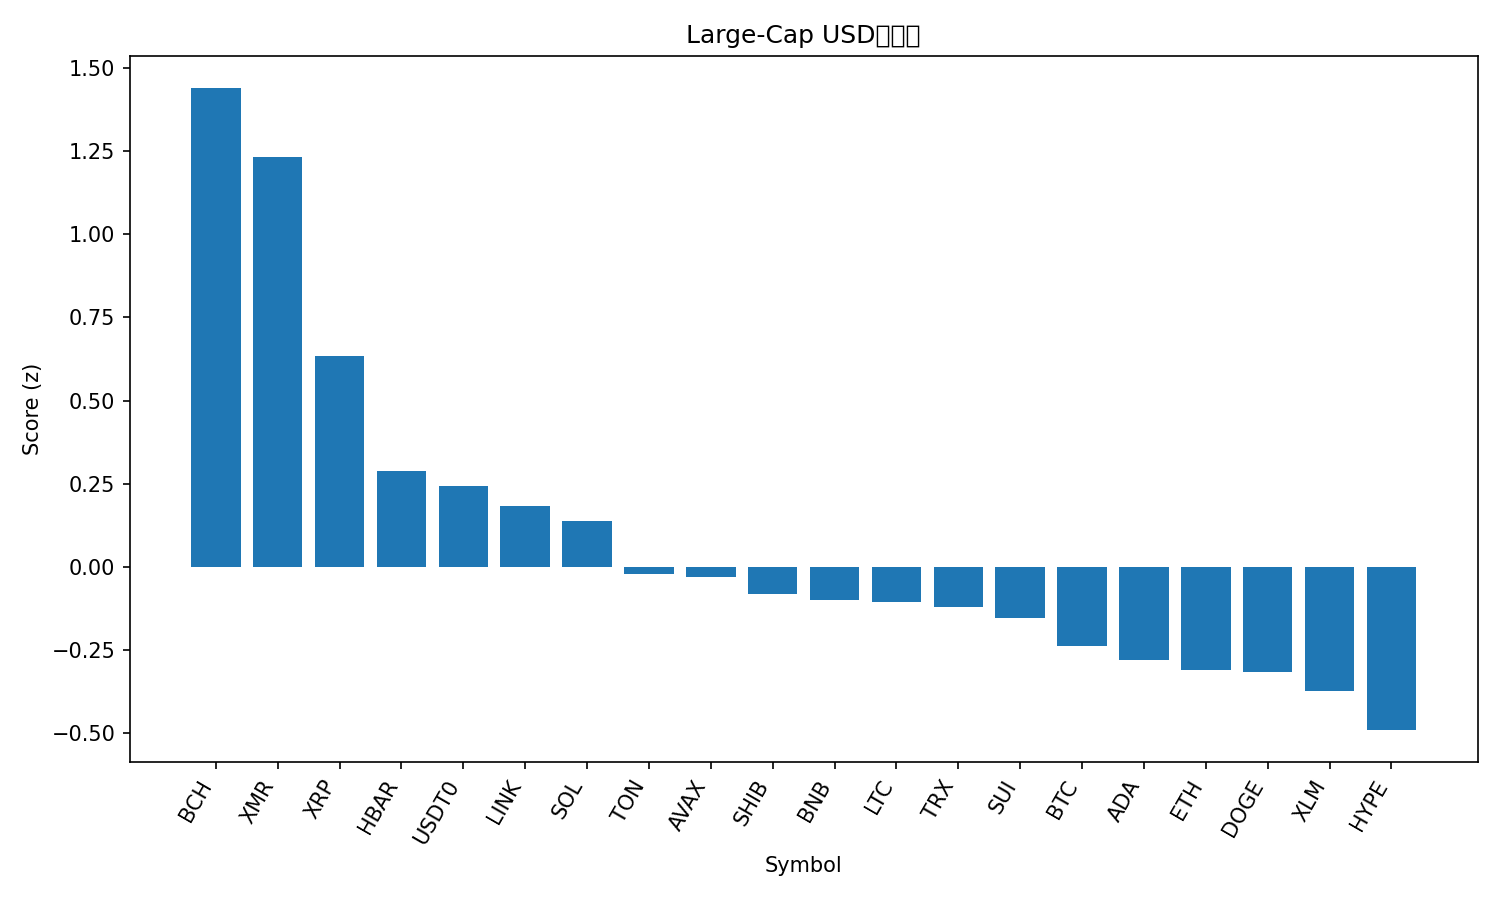 Large-Cap USD
1.50
1.25
1.00
0.75
0.50
0.25
0.00
−0.25
−0.50
Score (z)
BCH
XMR
XRP
HBAR
USDT0
LINK
SOL
TON
AVAX
SHIB
BNB
LTC
TRX
SUI
BTC
ADA
ETH
DOGE
XLM
HYPE
Symbol